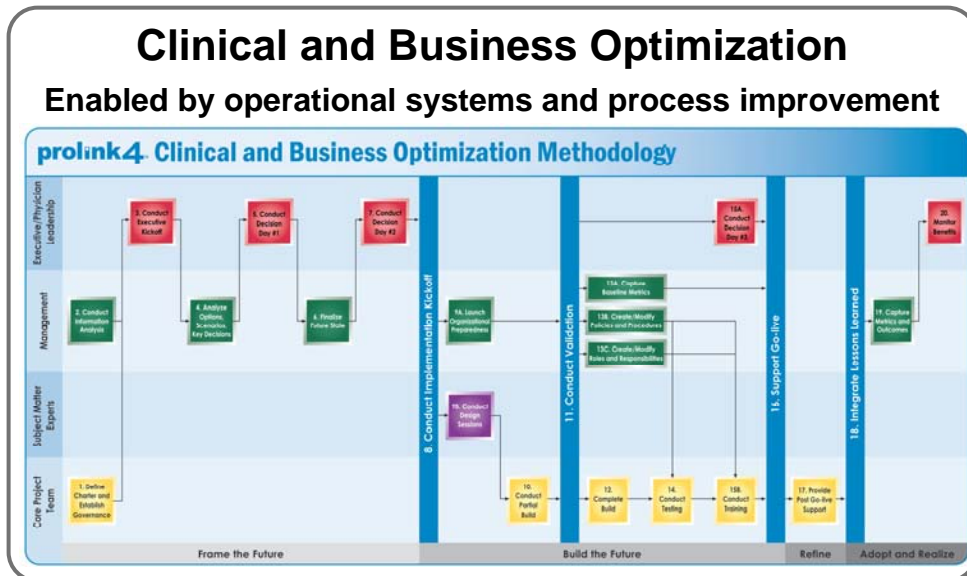 Clinical and Business Optimization
Enabled by operational systems and process improvement
prolink4 Clinical and Business Optimization Methodology
Executive/Physician
Leadership
3. Conduct
Executive
Kickoff
5. Conduct
Decision
Day #1
7. Conduct
Decision
Day #2
15A.
Conduct
Decision
Day #3
20.
Monitor
Benefits
Management
2. Conduct
Information
Analysis
4. Analyze
Options,
Scenarios,
Key Decisions
6. Finalize
Future State
9A. Launch
Organizational
Preparedness
13A. Capture
Baseline Metrics
13B. Create/Modify
Policies and Procedures
13C. Create/Modify
Roles and Responsibilities
19. Capture
Metrics and
Outcomes
Subject Matter
Experts
9B. Conduct
Design
Sessions
Core Project
Team
1. Define
Charter and
Establish
Governance
10.
Conduct
Partial
Build
12.
Complete
Build
14.
Conduct
Testing
15B.
Conduct
Training
17. Provide
Post Go-live
Support
8. Conduct Implementation Kickoff
11. Conduct Validation
16. Support Go-live
18. Integrate Lessons Learned
Frame the Future
Build the Future
Refine
Adopt and Realize